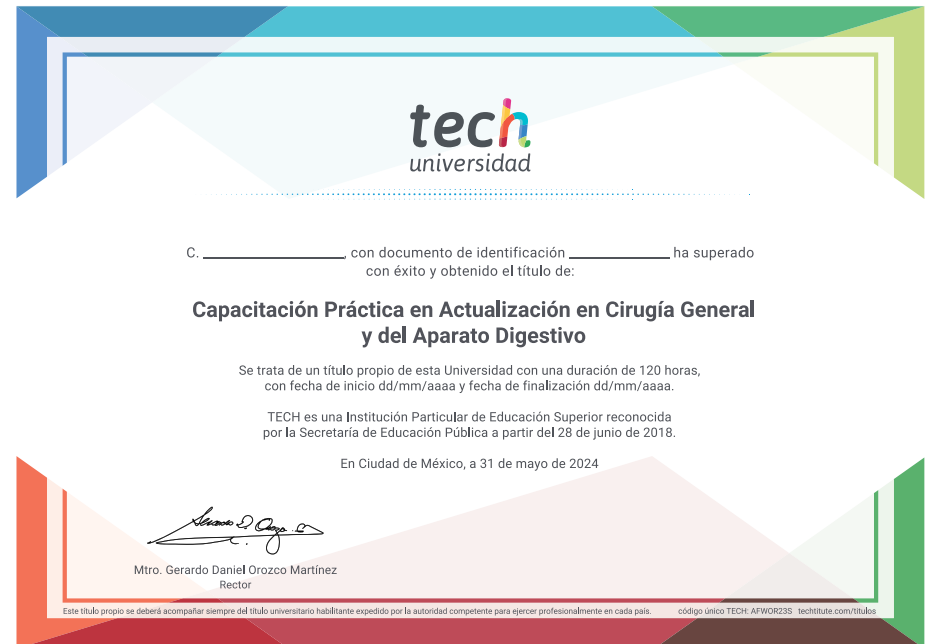 tech
universidad
C. ____________, con documento de identificación ____________ ha superado
con éxito y obtenido el título de:
Capacitación Práctica en Actualización en Cirugía General
y del Aparato Digestivo
Se trata de un título propio de esta Universidad con una duración de 120 horas,
con fecha de inicio dd/mm/aaaa y fecha de finalización dd/mm/aaaa.
TECH es una Institución Particular de Educación Superior reconocida
por la Secretaría de Educación Pública a partir del 28 de junio de 2018.
En Ciudad de México, a 31 de mayo de 2024
Mtro. Gerardo Daniel Orozco Martínez
Rector
Este título propio se deberá acompañar siempre del título universitario habilitante expedido por la autoridad competente para ejercer profesionalmente en cada país. código único TECH: AFWOR23S techtitute.com/titulos